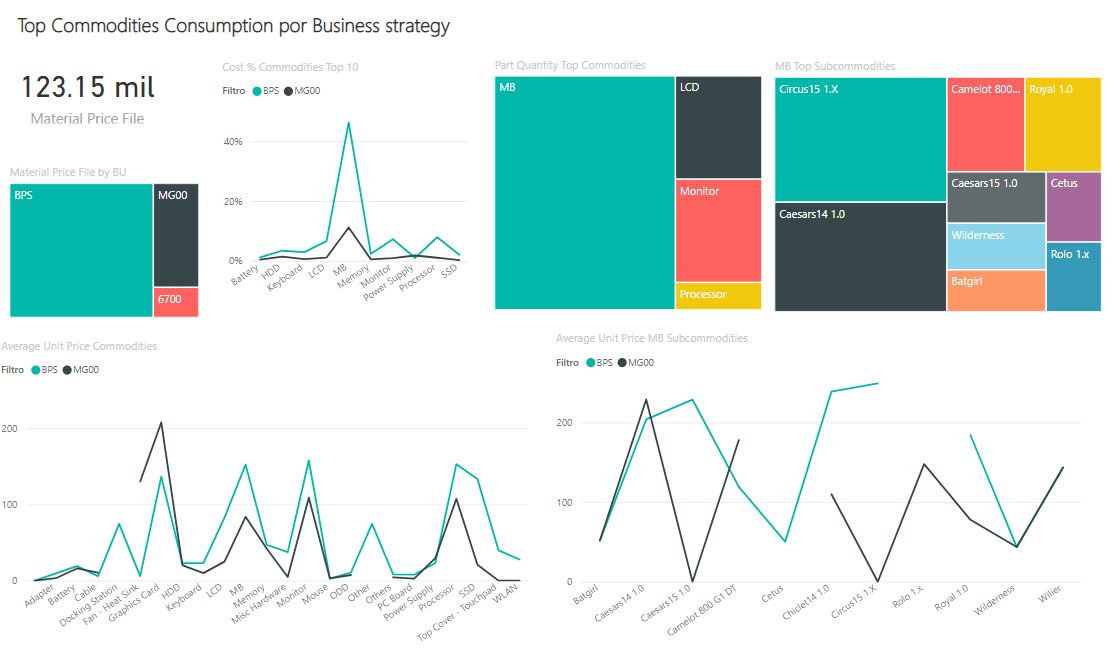 Top Commodities Consumption por Business strategy
123.15 mil
Material Price File
Cost % Commodities Top 10
Filtro BPS MG00
40%
20%
0%
Battery
HDD
Keyboard
LCD
MB
Memory
Monitor
Power Supply
Processor
SSD
Part Quantity Top Commodities
MB
LCD
Monitor
Processor
MB Top Subcommodities
Circus15 1.X
Camelot 800...
Royal 1.0
Caesars14 1.0
Caesars15 1.0
Cetus
Wilderness
Rolo 1.x
Batgirl
Material Price File by BU
BPS
MG00
6700
Average Unit Price Commodities
Filtro BPS MG00
200
100
0
Adapter
Battery
Cable
Docking Station
Fan - Heat Sink
Graphics Card
HDD
Keyboard
LCD
MB
Memory
Misc Hardware
Monitor
Mouse
ODD
Other
Others
PC Board
Power Supply
Processor
SSD
Top Cover - Touchpad
WLAN
Average Unit Price MB Subcommodities
Filtro BPS MG00
200
100
0
Batgirl
Caesars14 1.0
Caesars15 1.0
Camelot 800 G1 DT
Cetus
Chiclet14 1.0
Circus15 1.X
Rolo 1.x
Royal 1.0
Wilderness
Wilier